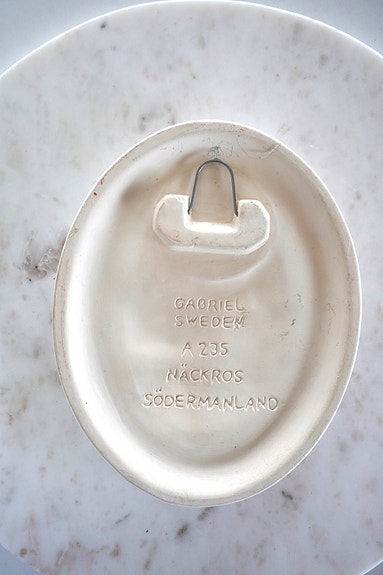 GABRIEL
SWEDEN
A 235
NÄCKROS
SÖDERMANLAND